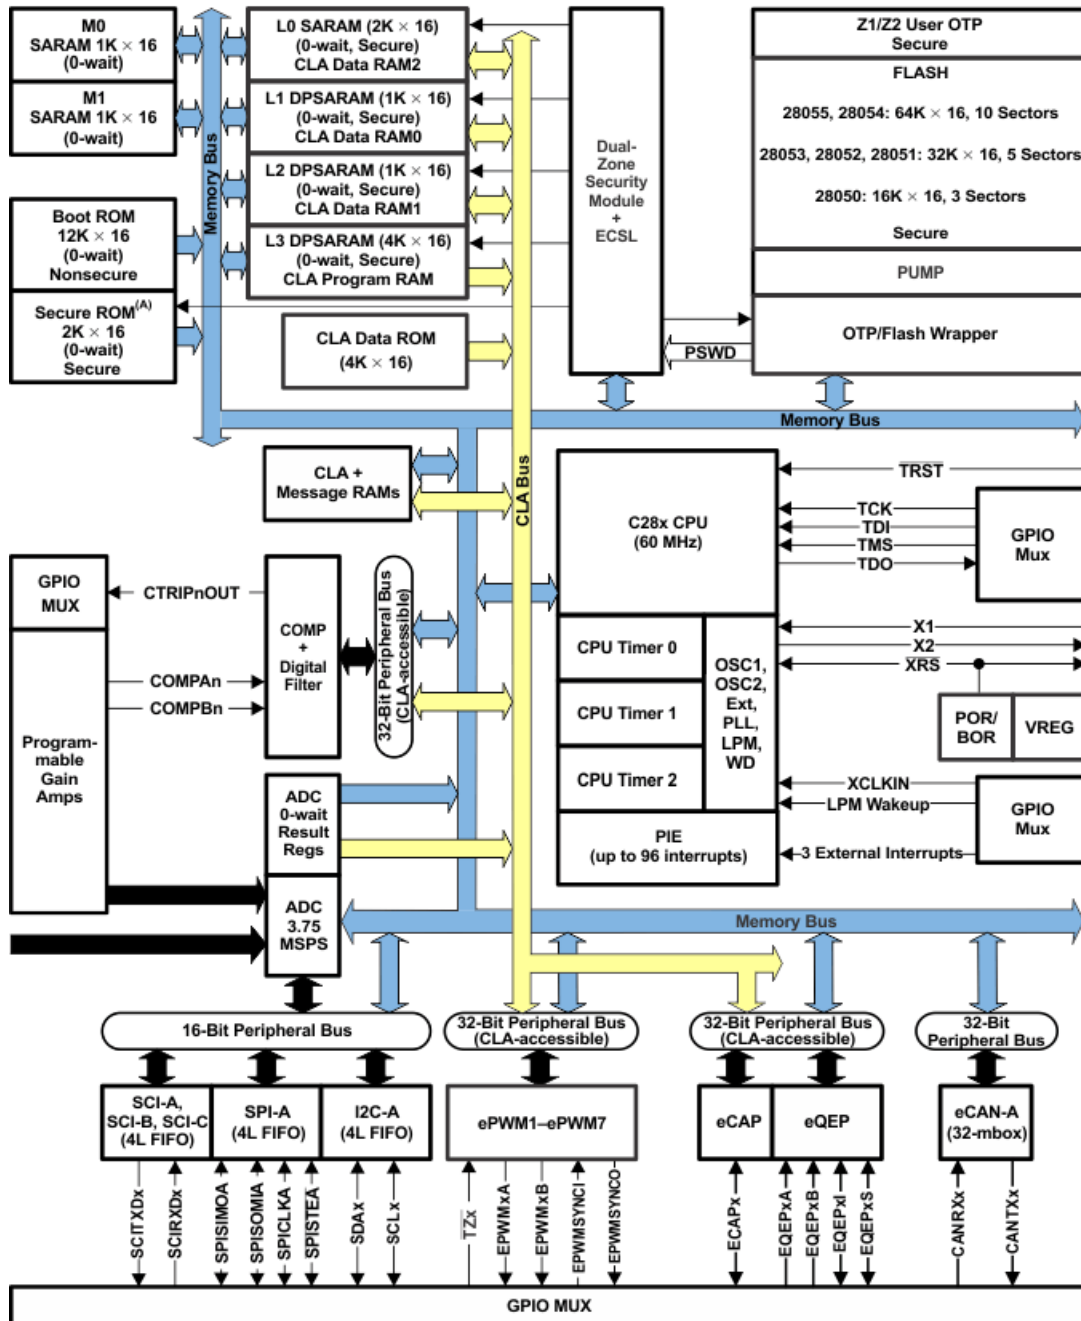 M0
SARAM 1K × 16
(0-wait)
M1
SARAM 1K × 16
(0-wait)
Boot ROM
12K × 16
(0-wait)
Nonsecure
Secure ROM(A)
2K × 16
(0-wait)
Secure
Memory Bus
L0 SARAM (2K × 16)
(0-wait, Secure)
CLA Data RAM2
L1 DPSARAM (1K × 16)
(0-wait, Secure)
CLA Data RAM0
L2 DPSARAM (1K × 16)
(0-wait, Secure)
CLA Data RAM1
L3 DPSARAM (4K × 16)
(0-wait, Secure)
CLA Program RAM
CLA Data ROM
(4K × 16)
CLA Bus
Dual-
Zone
Security
Module
+
ECSL
PSWD
Z1/Z2 User OTP
Secure
FLASH
28055, 28054: 64K × 16, 10 Sectors
28053, 28052, 28051: 32K × 16, 5 Sectors
28050: 16K × 16, 3 Sectors
Secure
PUMP
OTP/Flash Wrapper
Memory Bus
CLA +
Message RAMs
C28x CPU
(60 MHz)
TRST
TCK
TDI
TMS
TDO
GPIO
Mux
GPIO
MUX
CTRIPnOUT
COMPAn
COMPBn
Program-
mable
Gain
Amps
COMP
+
Digital
Filter
32-Bit Peripheral Bus
(CLA-accessible)
CPU Timer 0
CPU Timer 1
CPU Timer 2
OSC1,
OSC2,
Ext,
PLL,
LPM,
WD
X1
X2
XRS
POR/
BOR
VREG
XCLKIN
LPM Wakeup
3 External Interrupts
GPIO
Mux
PIE
(up to 96 interrupts)
ADC
0-wait
Result
Regs
ADC
3.75
MSPS
Memory Bus
16-Bit Peripheral Bus
32-Bit Peripheral Bus
(CLA-accessible)
32-Bit Peripheral Bus
(CLA-accessible)
32-Bit
Peripheral Bus
SCI-A,
SCI-B, SCI-C
(4L FIFO)
SPI-A
(4L FIFO)
I2C-A
(4L FIFO)
ePWM1–ePWM7
eCAP
eQEP
eCAN-A
(32-mbox)
SCITXDx
SCIRXDx
SPISIMOA
SPISOMIA
SPICLKA
SPISTEA
SDAx
SCLx
TZx
EPWMxA
EPWMxB
EPWMSYNCI
EPWMSYNCO
ECAPx
EQEPxA
EQEPxB
EQEPxI
EQEPxS
CANRXx
CANTXx
GPIO MUX